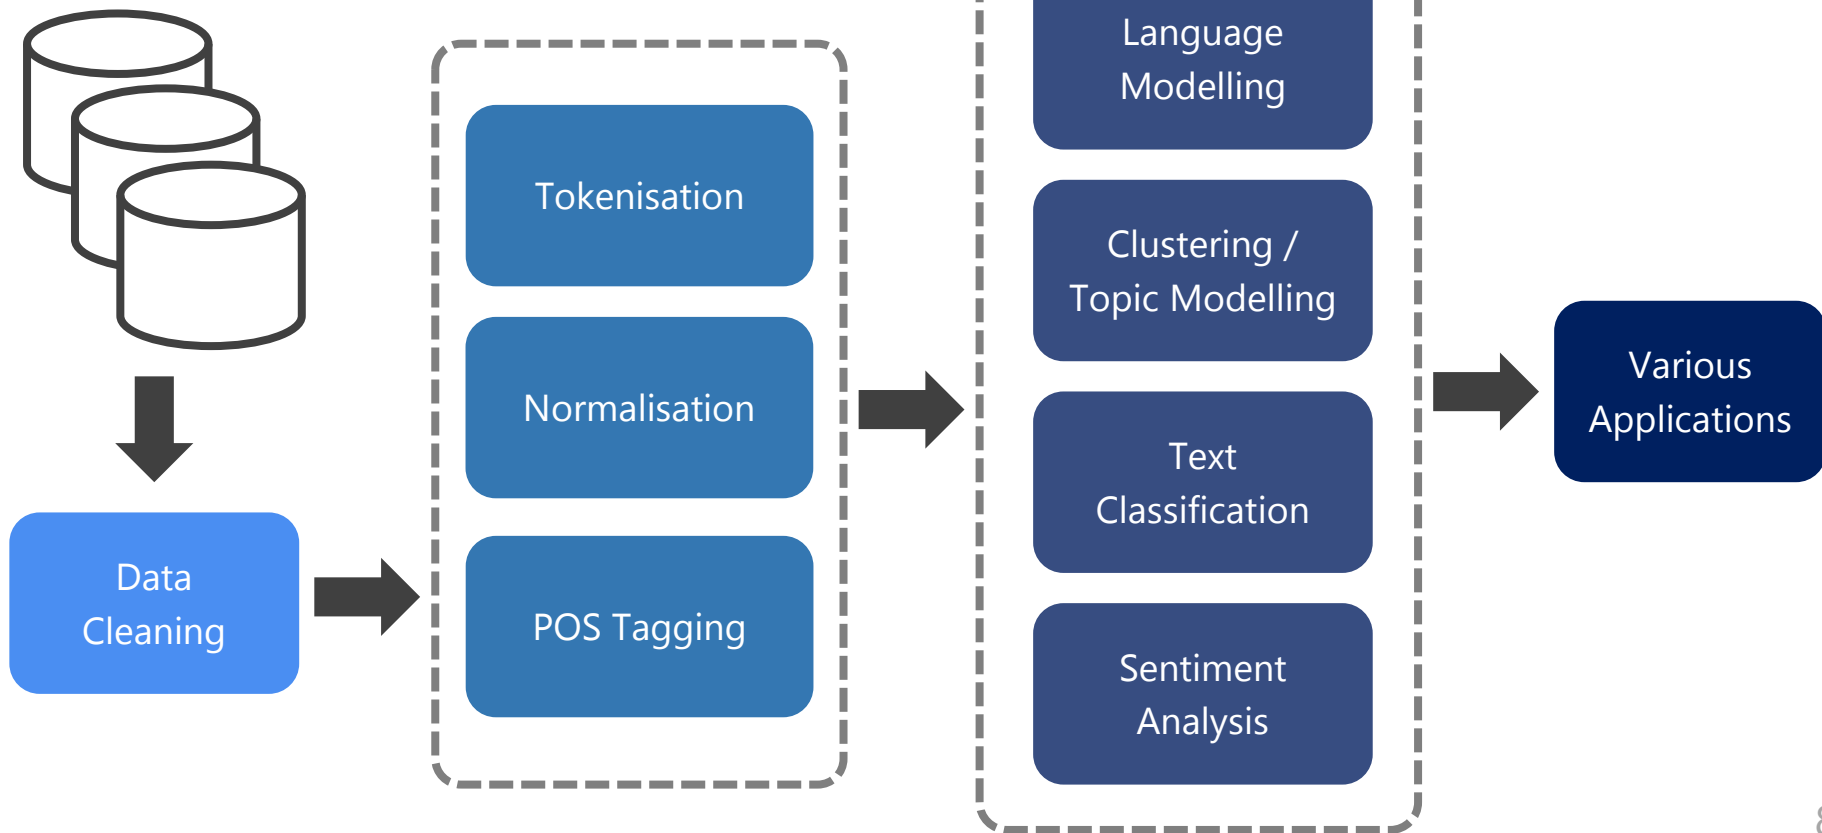 Data
Cleaning
Tokenisation
Normalisation
POS Tagging
Language
Modelling
Clustering /
Topic Modelling
Text
Classification
Sentiment
Analysis
Various
Applications